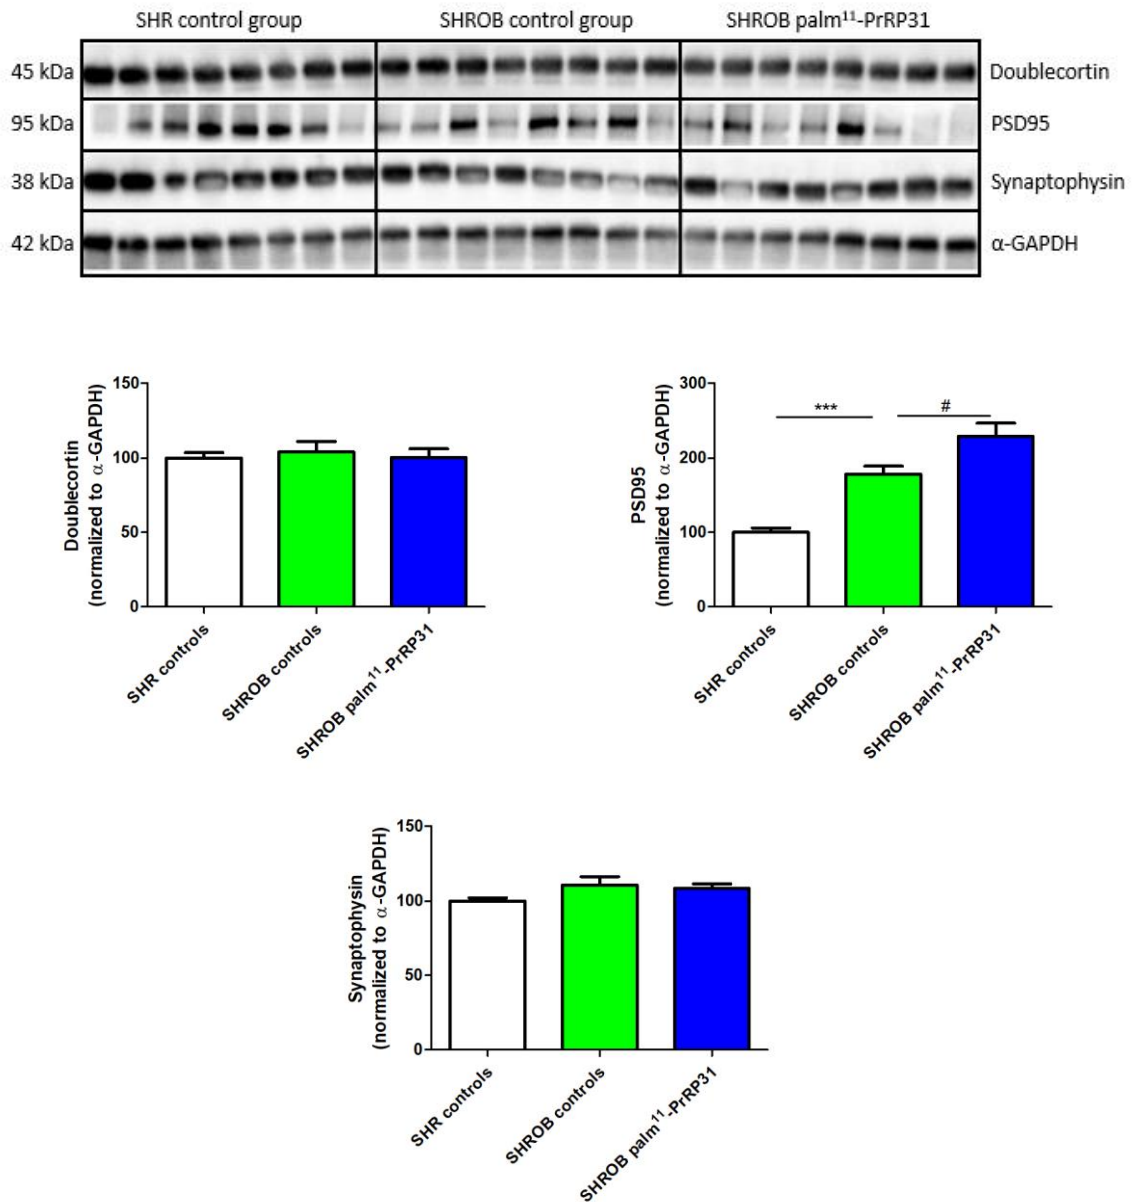 SHR control group SHROB control group SHROB palm¹¹-PrRP31
45 kDa Doublecortin
95 kDa PSD95
38 kDa Synaptophysin
42 kDa α-GAPDH
Doublecortin
(normalized to α-GAPDH)
150
100
50
0
SHR controls
SHROB controls
SHROB palm¹¹-PrRP31
PSD95
(normalized to α-GAPDH)
300
200
100
0
***
#
SHR controls
SHROB controls
SHROB palm¹¹-PrRP31
Synaptophysin
(normalized to α-GAPDH)
150
100
50
0
SHR controls
SHROB controls
SHROB palm¹¹-PrRP31